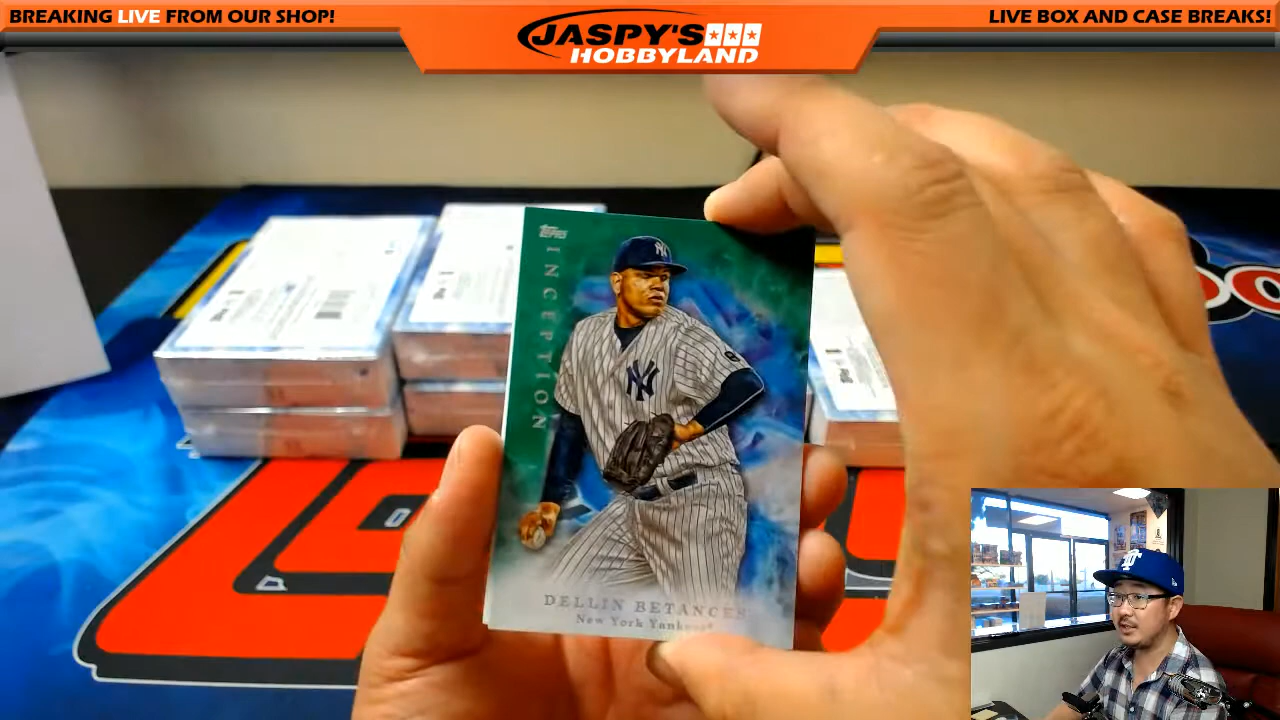 BREAKING LIVE FROM OUR SHOP!
JASPY'S
HOBBYLAND
LIVE BOX AND CASE BREAKS!
Topps
INCEPTION
NY
NY
DELLIN BETANCES
New York Yankees